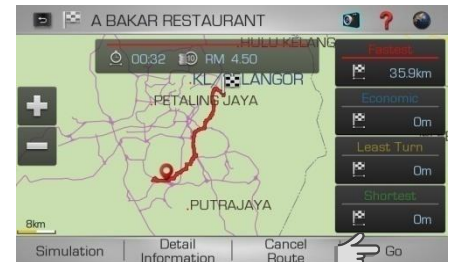 A BAKAR RESTAURANT
?
HULU KELANG
00:32 10 RM 4.50
KL/ LANGOR
PETALING JAYA
.PUTRAJAYA
8km
Fastest
35.9km
Economic
0m
Least Turn
0m
Shortest
0m
Simulation
Detail
Information
Cancel
Route
Go